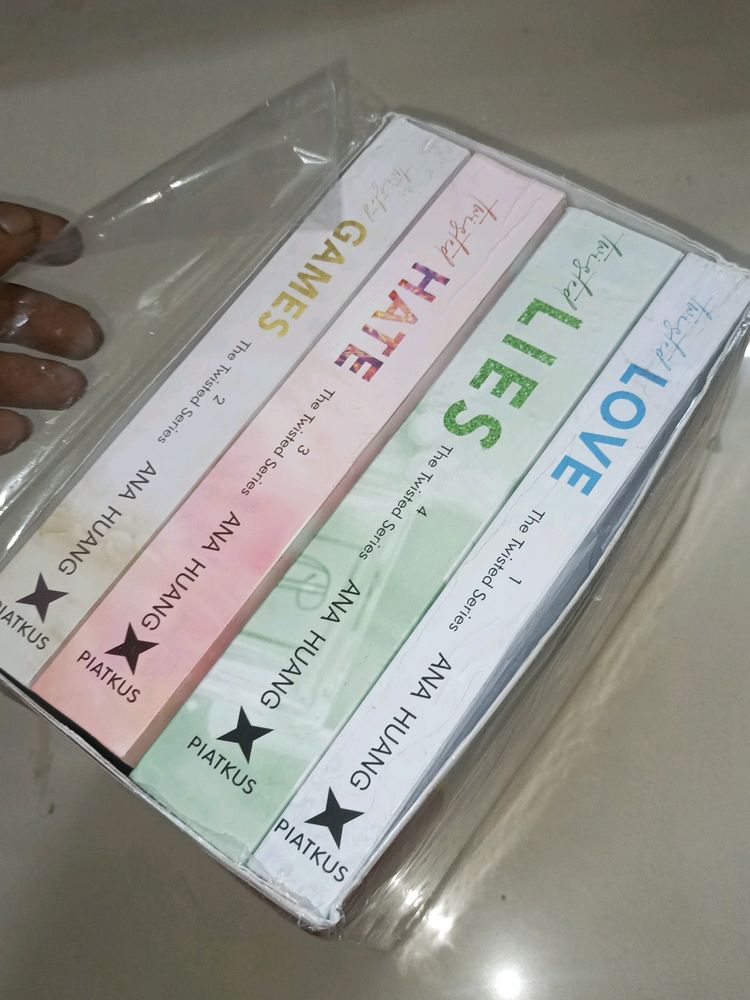 twisted
GAMES
2
The Twisted Series
ANA HUANG
PIATKUS
twisted
HATE
3
The Twisted Series
ANA HUANG
PIATKUS
twisted
LIES
4
The Twisted Series
ANA HUANG
PIATKUS
twisted
LOVE
1
The Twisted Series
ANA HUANG
PIATKUS